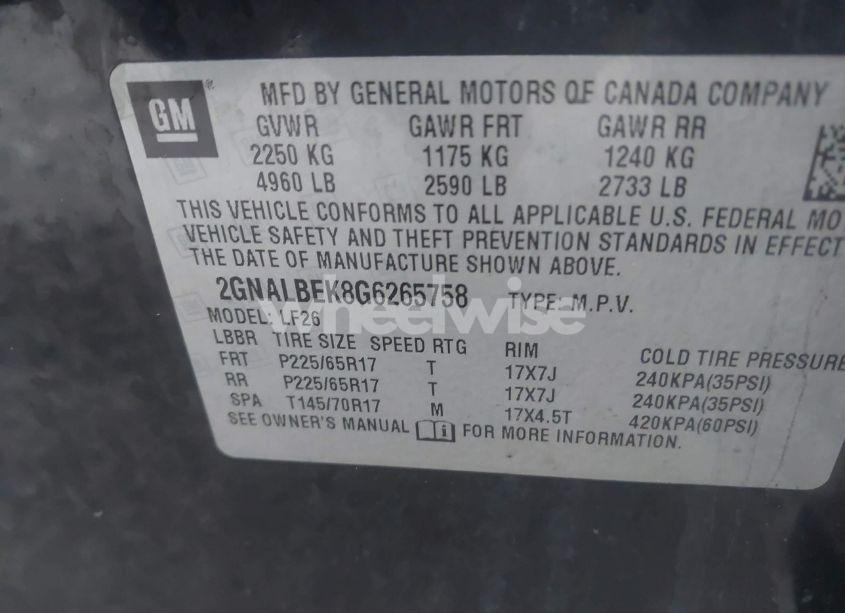 GM ® MFD BY GENERAL MOTORS OF CANADA COMPANY
GVWR GAWR FRT GAWR RR
2250 KG 1175 KG 1240 KG
4960 LB 2590 LB 2733 LB
THIS VEHICLE CONFORMS TO ALL APPLICABLE U.S. FEDERAL MO
VEHICLE SAFETY AND THEFT PREVENTION STANDARDS IN EFFECT
THE DATE OF MANUFACTURE SHOWN ABOVE.
2GNALBEK8G6265758 TYPE: M.P.V.
wheelwise
MODEL: LF26
LBBR TIRE SIZE SPEED RTG RIM COLD TIRE PRESSURE
FRT P225/65R17 T 17X7J 240KPA(35PSI)
RR P225/65R17 T 17X7J 240KPA(35PSI)
SPA T145/70R17 M 17X4.5T 420KPA(60PSI)
SEE OWNER'S MANUAL FOR MORE INFORMATION.